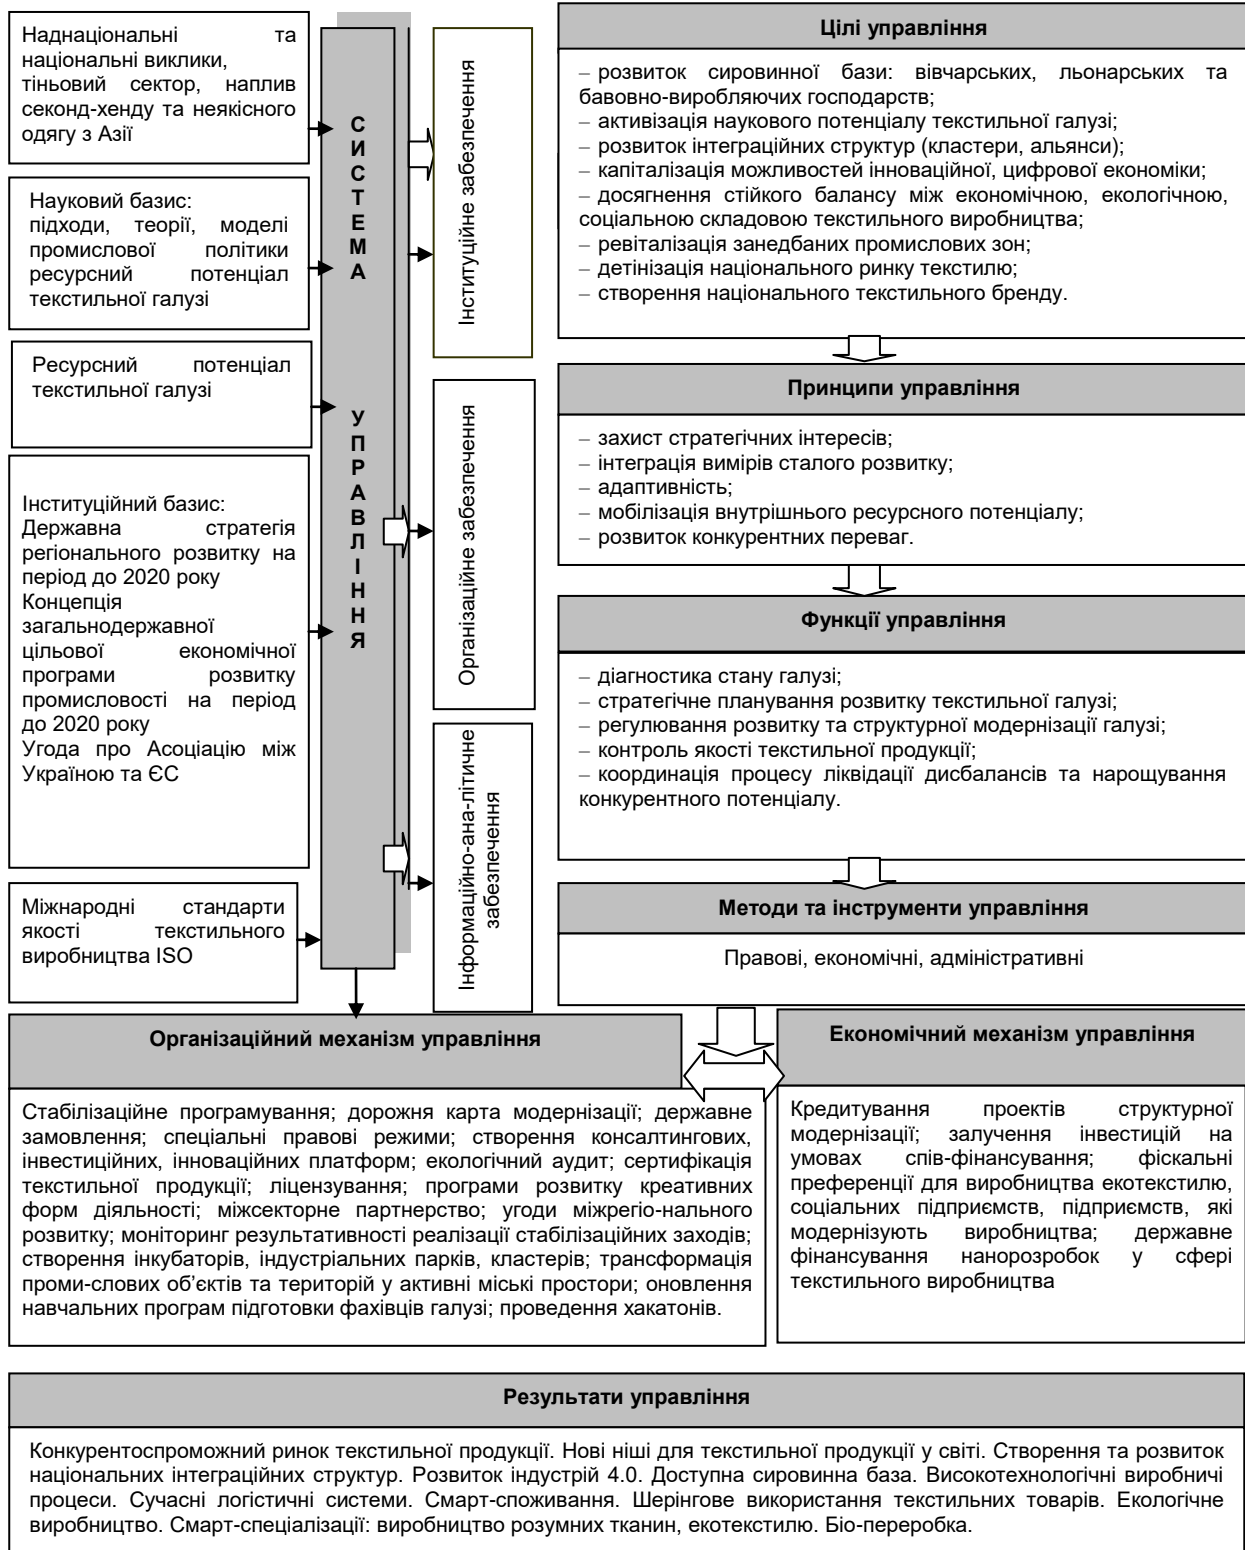 Наднаціональні та
національні виклики,
тіньовий сектор, наплив
секонд-хенду та неякісного
одягу з Азії
Науковий базис:
підходи, теорії, моделі
промислової політики
ресурсний потенціал
текстильної галузі
Ресурсний потенціал
текстильної галузі
Інституційний базис:
Державна стратегія
регіонального розвитку на
період до 2020 року
Концепція
загальнодержавної
цільової економічної
програми розвитку
промисловості на період
до 2020 року
Угода про Асоціацію між
Україною та ЄС
Міжнародні стандарти
якості текстильного
виробництва ISO
СИСТЕМА УПРАВЛІННЯ
Інституційне забезпечення
Організаційне забезпечення
Інформаційно-ана-літичне
забезпечення
Цілі управління
– розвиток сировинної бази: вівчарських, льонарських та
бавовно-виробляючих господарств;
– активізація наукового потенціалу текстильної галузі;
– розвиток інтеграційних структур (кластери, альянси);
– капіталізація можливостей інноваційної, цифрової економіки;
– досягнення стійкого балансу між економічною, екологічною,
соціальною складовою текстильного виробництва;
– ревіталізація занедбаних промислових зон;
– детінізація національного ринку текстилю;
– створення національного текстильного бренду.
Принципи управління
– захист стратегічних інтересів;
– інтеграція вимірів сталого розвитку;
– адаптивність;
– мобілізація внутрішнього ресурсного потенціалу;
– розвиток конкурентних переваг.
Функції управління
– діагностика стану галузі;
– стратегічне планування розвитку текстильної галузі;
– регулювання розвитку та структурної модернізації галузі;
– контроль якості текстильної продукції;
– координація процесу ліквідації дисбалансів та нарощування
конкурентного потенціалу.
Методи та інструменти управління
Правові, економічні, адміністративні
Організаційний механізм управління
Стабілізаційне програмування; дорожня карта модернізації; державне
замовлення; спеціальні правові режими; створення консалтингових,
інвестиційних, інноваційних платформ; екологічний аудит; сертифікація
текстильної продукції; ліцензування; програми розвитку креативних
форм діяльності; міжсекторне партнерство; угоди міжрегіо-нального
розвитку; моніторинг результативності реалізації стабілізаційних заходів;
створення інкубаторів, індустріальних парків, кластерів; трансформація
проми-слових об’єктів та територій у активні міські простори; оновлення
навчальних програм підготовки фахівців галузі; проведення хакатонів.
Економічний механізм управління
Кредитування проектів структурної
модернізації; залучення інвестицій на
умовах спів-фінансування; фіскальні
преференції для виробництва екотекстилю,
соціальних підприємств, підприємств, які
модернізують виробництва; державне
фінансування нанорозробок у сфері
текстильного виробництва
Результати управління
Конкурентоспроможний ринок текстильної продукції. Нові ніші для текстильної продукції у світі. Створення та розвиток
національних інтеграційних структур. Розвиток індустрій 4.0. Доступна сировинна база. Високотехнологічні виробничі
процеси. Сучасні логістичні системи. Смарт-споживання. Шерінгове використання текстильних товарів. Екологічне
виробництво. Смарт-спеціалізації: виробництво розумних тканин, екотекстилю. Біо-переробка.